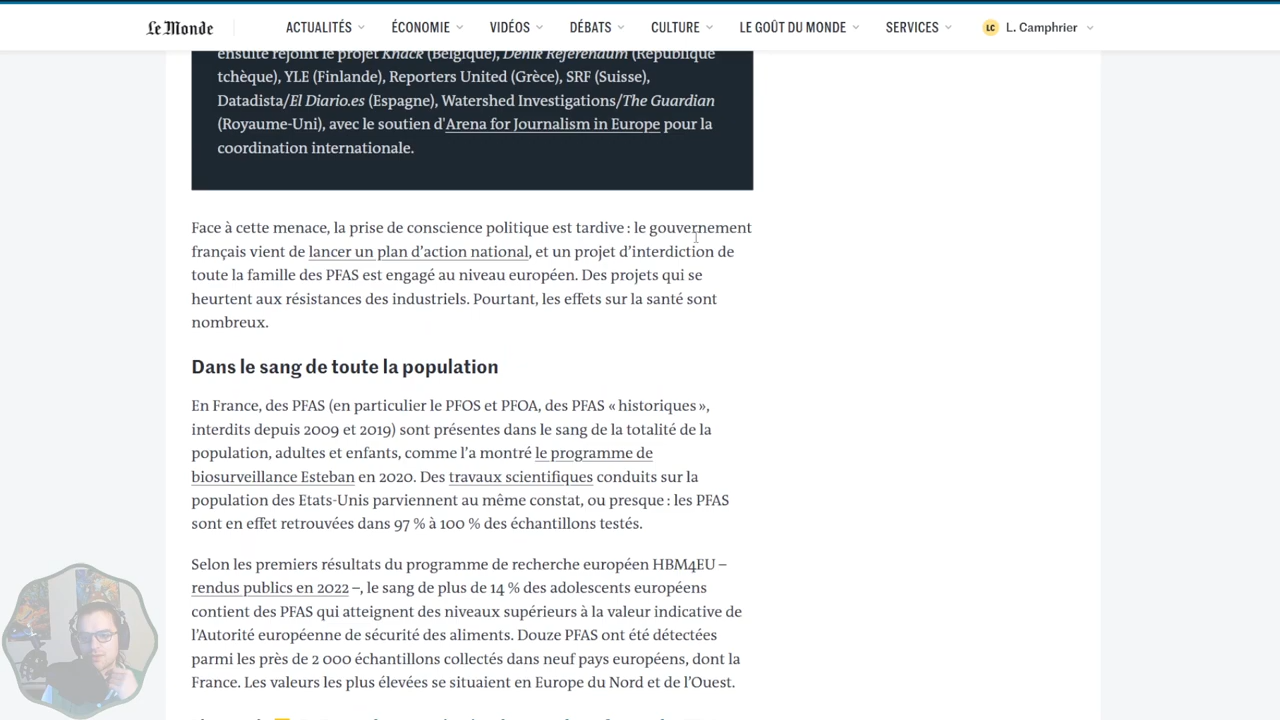 Le Monde ACTUALITÉS ÉCONOMIE VIDÉOS DÉBATS CULTURE LE GOÛT DU MONDE SERVICES LC L. Camphrier
ensuite rejoint le projet Knack (Belgique), Denik Referendum (République
tchèque), YLE (Finlande), Reporters United (Grèce), SRF (Suisse),
Datadista/El Diario.es (Espagne), Watershed Investigations/The Guardian
(Royaume-Uni), avec le soutien d'Arena for Journalism in Europe pour la
coordination internationale.
Face à cette menace, la prise de conscience politique est tardive : le gouvernement
français vient de lancer un plan d’action national, et un projet d’interdiction de
toute la famille des PFAS est engagé au niveau européen. Des projets qui se
heurtent aux résistances des industriels. Pourtant, les effets sur la santé sont
nombreux.
Dans le sang de toute la population
En France, des PFAS (en particulier le PFOS et PFOA, des PFAS « historiques »,
interdits depuis 2009 et 2019) sont présentes dans le sang de la totalité de la
population, adultes et enfants, comme l’a montré le programme de
biosurveillance Esteban en 2020. Des travaux scientifiques conduits sur la
population des Etats-Unis parviennent au même constat, ou presque : les PFAS
sont en effet retrouvées dans 97 % à 100 % des échantillons testés.
Selon les premiers résultats du programme de recherche européen HBM4EU –
rendus publics en 2022 –, le sang de plus de 14 % des adolescents européens
contient des PFAS qui atteignent des niveaux supérieurs à la valeur indicative de
l’Autorité européenne de sécurité des aliments. Douze PFAS ont été détectées
parmi les près de 2 000 échantillons collectés dans neuf pays européens, dont la
France. Les valeurs les plus élevées se situaient en Europe du Nord et de l’Ouest.